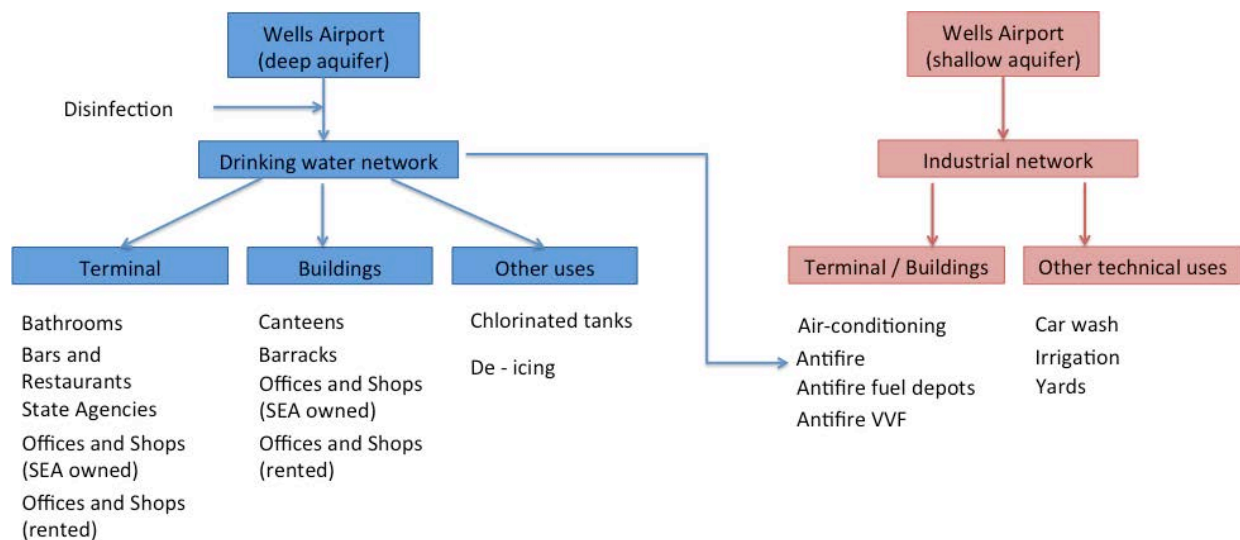 Wells Airport
(deep aquifer)
Wells Airport
(shallow aquifer)
Disinfection
Drinking water network
Industrial network
Terminal
Buildings
Other uses
Terminal / Buildings
Other technical uses
Bathrooms
Bars and
Restaurants
State Agencies
Offices and Shops
(SEA owned)
Offices and Shops
(rented)
Canteens
Barracks
Offices and Shops
(SEA owned)
Offices and Shops
(rented)
Chlorinated tanks
De - icing
Air-conditioning
Antifire
Antifire fuel depots
Antifire VVF
Car wash
Irrigation
Yards